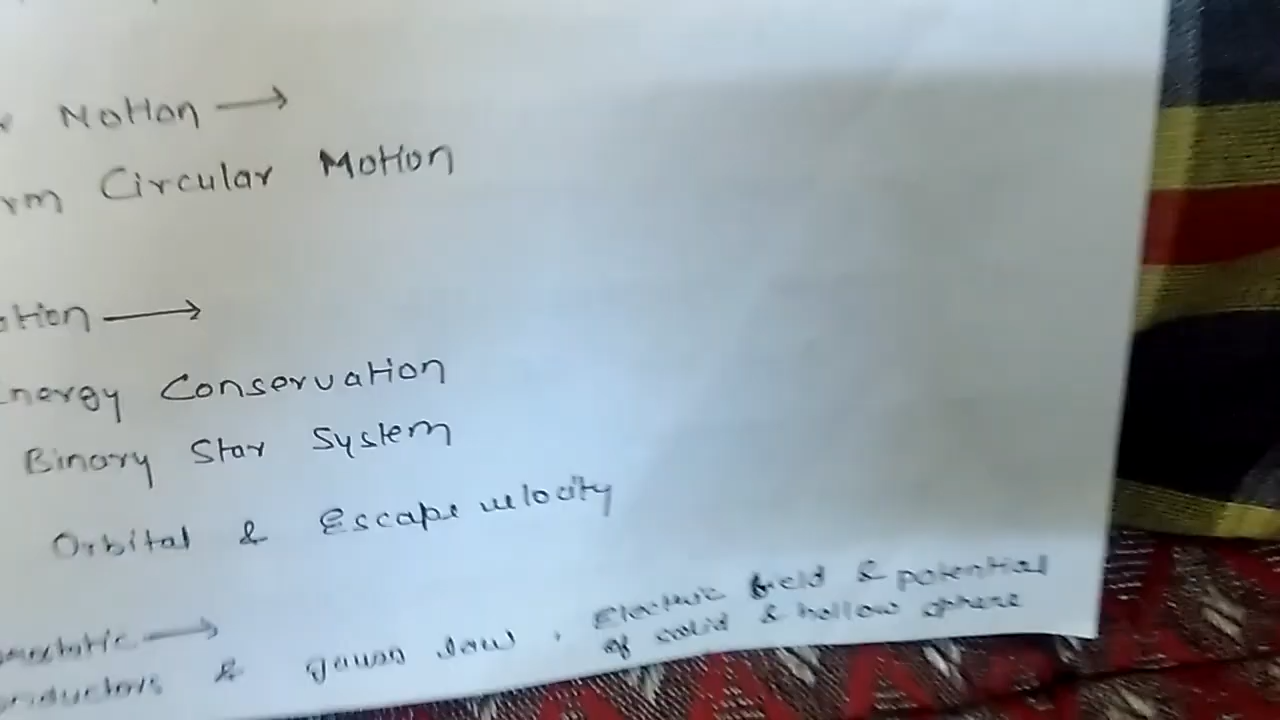 Motion →
Circular Motion
→
Energy Conservation
Binary Star System
Orbital & Escape velocity
→
& gauss law , Electric field & potential
of solid & hollow sphere